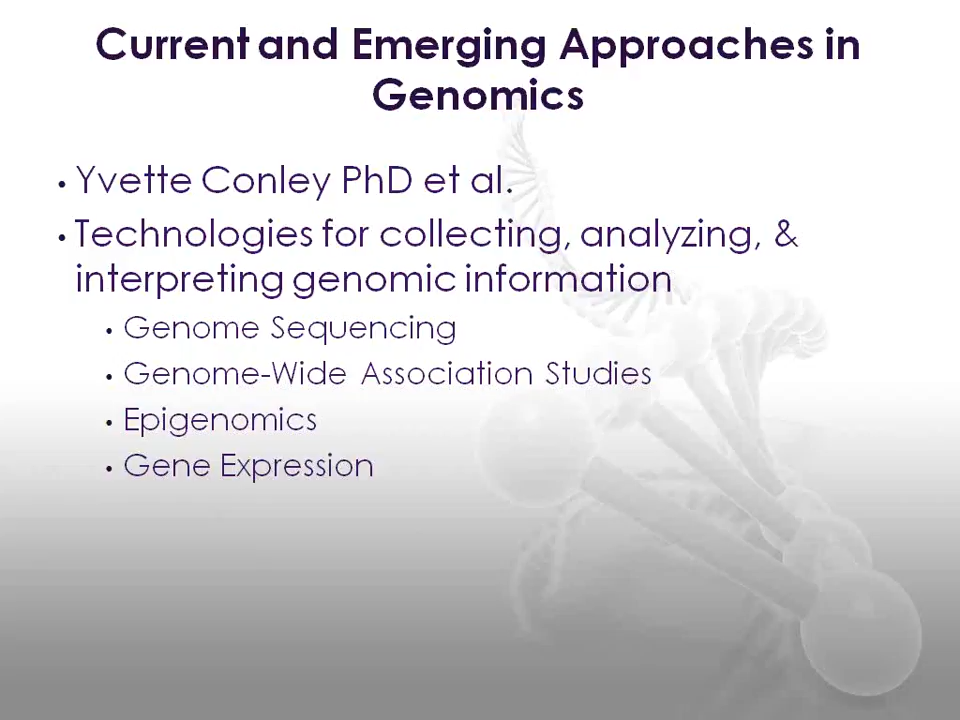 Current and Emerging Approaches in
Genomics
• Yvette Conley PhD et al.
• Technologies for collecting, analyzing, &
interpreting genomic information
• Genome Sequencing
• Genome-Wide Association Studies
• Epigenomics
• Gene Expression